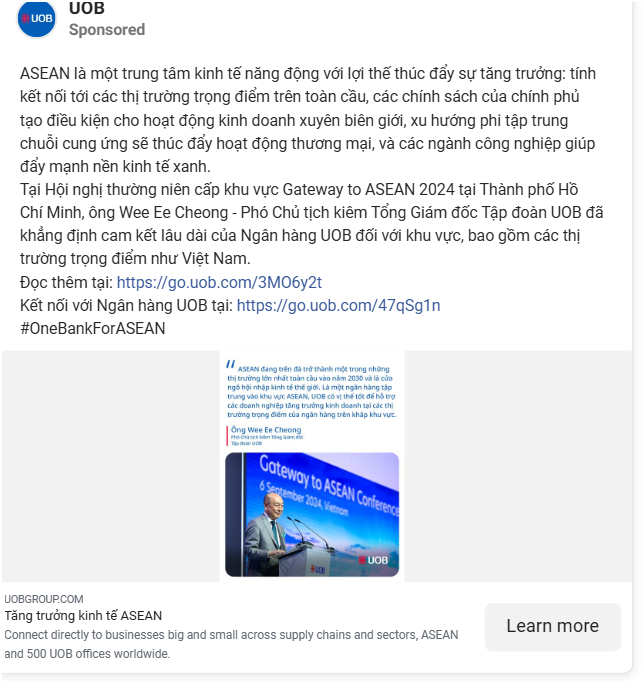 UOB
UOB
Sponsored
ASEAN là một trung tâm kinh tế năng động với lợi thế thúc đẩy sự tăng trưởng: tính
kết nối tới các thị trường trọng điểm trên toàn cầu, các chính sách của chính phủ
tạo điều kiện cho hoạt động kinh doanh xuyên biên giới, xu hướng phi tập trung
chuỗi cung ứng sẽ thúc đẩy hoạt động thương mại, và các ngành công nghiệp giúp
đẩy mạnh nền kinh tế xanh.
Tại Hội nghị thường niên cấp khu vực Gateway to ASEAN 2024 tại Thành phố Hồ
Chí Minh, ông Wee Ee Cheong - Phó Chủ tịch kiêm Tổng Giám đốc Tập đoàn UOB đã
khẳng định cam kết lâu dài của Ngân hàng UOB đối với khu vực, bao gồm các thị
trường trọng điểm như Việt Nam.
Đọc thêm tại: https://go.uob.com/3MO6y2t
Kết nối với Ngân hàng UOB tại: https://go.uob.com/47qSg1n
#OneBankForASEAN
" ASEAN đang trên đà trở thành một trong những
thị trường lớn nhất toàn cầu vào năm 2030 và là cửa
ngõ hội nhập kinh tế thế giới. Là một ngân hàng tập
trung vào khu vực ASEAN, UOB có vị thế tốt để hỗ trợ
các doanh nghiệp tăng trưởng kinh doanh tại các thị
trường trọng điểm của ngân hàng trên khắp khu vực.
Ông Wee Ee Cheong
Phó Chủ tịch kiêm Tổng Giám đốc
Tập đoàn UOB
Gateway to ASEAN Conference
6 September 2024, Vietnam
UOB
UOB
UOBGROUP.COM
Tăng trưởng kinh tế ASEAN
Connect directly to businesses big and small across supply chains and sectors, ASEAN
and 500 UOB offices worldwide.
Learn more